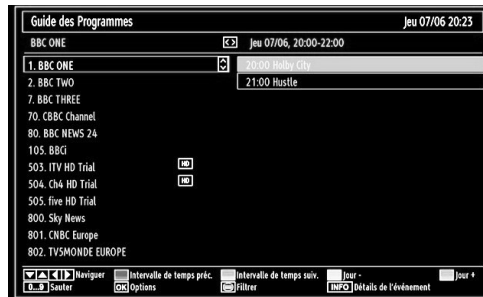 Guide des Programmes Jeu 07/06 20:23
BBC ONE Jeu 07/06, 20:00-22:00
1. BBC ONE 20:00 Holby City
2. BBC TWO 21:00 Hustle
7. BBC THREE
70. CBBC Channel
80. BBC NEWS 24
105. BBCi
503. ITV HD Trial HD
504. Ch4 HD Trial HD
505. five HD Trial
800. Sky News
801. CNBC Europe
802. TV5MONDE EUROPE
Naviguer Intervalle de temps préc. Intervalle de temps suiv. Jour - Jour +
0...9 Sauter OK Options Filtrer INFO Détails de l'événement